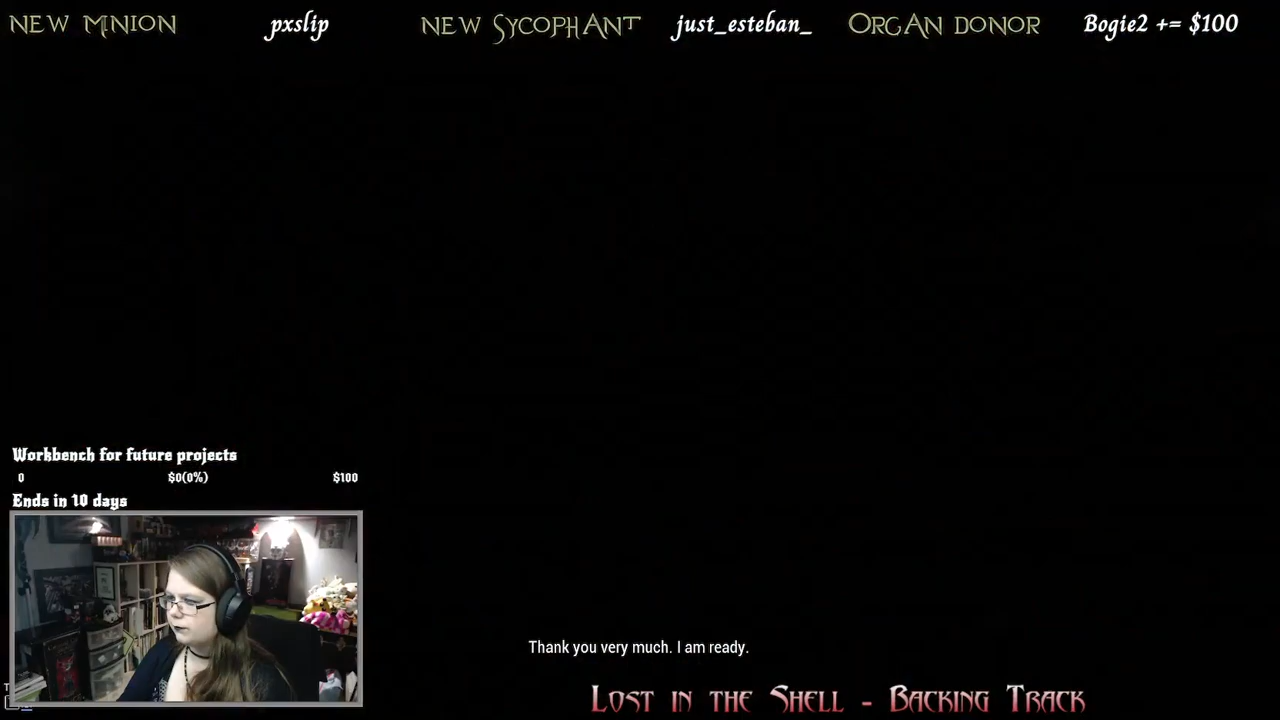 NEW MINION pxslip NEW SYCOPHANT just_esteban_ ORGAN DONOR Bogie2 += $100
Workbench for future projects
0 $0(0%) $100
Ends in 10 days
Thank you very much. I am ready.
LOST IN THE SHELL - BACKING TRACK